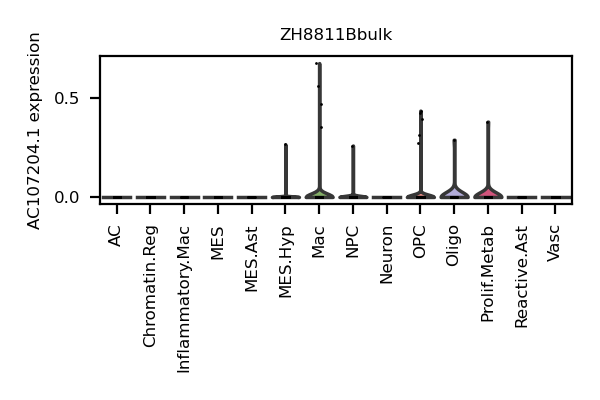 ZH8811Bbulk
AC107204.1 expression
0.5
0.0
AC
Chromatin.Reg
Inflammatory.Mac
MES
MES.Ast
MES.Hyp
Mac
NPC
Neuron
OPC
Oligo
Prolif.Metab
Reactive.Ast
Vasc